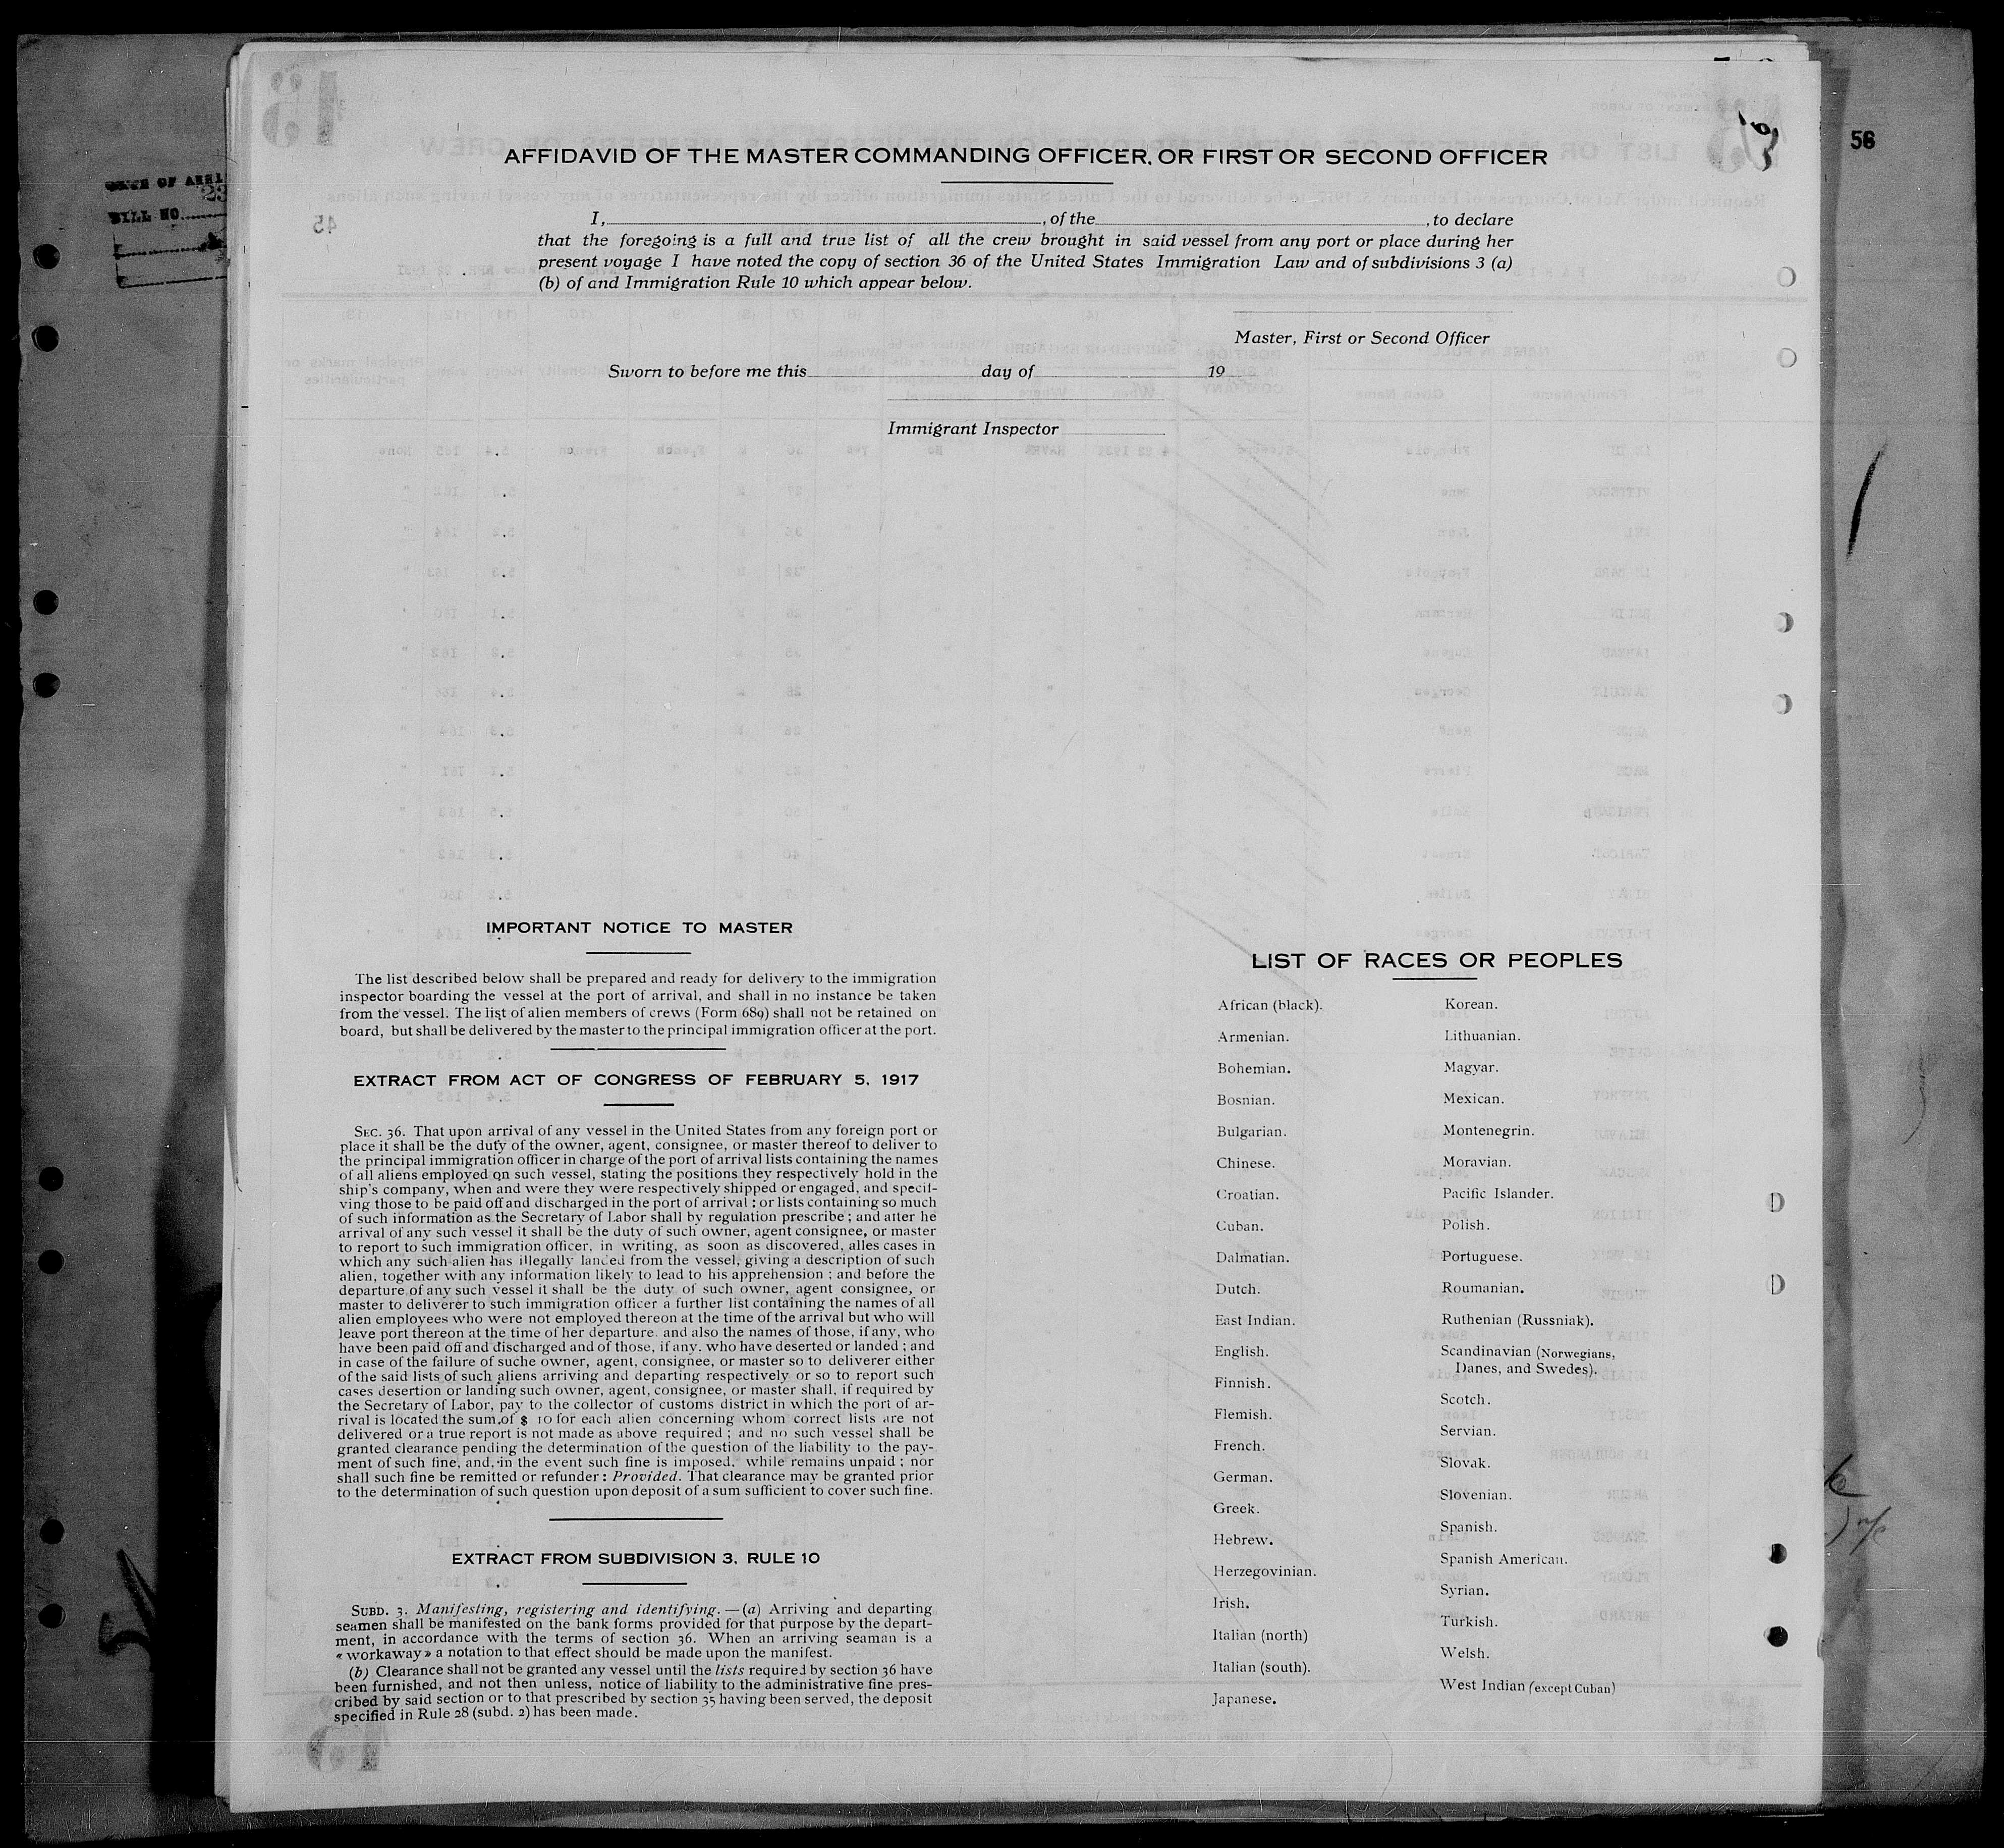 56
BILL NO
AFFIDAVID OF THE MASTER COMMANDING OFFICER, OR FIRST OR SECOND OFFICER
I, , of the , to declare
that the foregoing is a full and true list of all the crew brought in said vessel from any port or place during her
present voyage I have noted the copy of section 36 of the United States Immigration Law and of subdivisions 3 (a)
(b) of and Immigration Rule 10 which appear below.
Master, First or Second Officer
Sworn to before me this day of 19
Immigrant Inspector
IMPORTANT NOTICE TO MASTER
The list described below shall be prepared and ready for delivery to the immigration
inspector boarding the vessel at the port of arrival, and shall in no instance be taken
from the vessel. The list of alien members of crews (Form 689) shall not be retained on
board, but shall be delivered by the master to the principal immigration officer at the port.
EXTRACT FROM ACT OF CONGRESS OF FEBRUARY 5, 1917
SEC. 36. That upon arrival of any vessel in the United States from any foreign port or
place it shall be the duty of the owner, agent, consignee, or master thereof to deliver to
the principal immigration officer in charge of the port of arrival lists containing the names
of all aliens employed on such vessel, stating the positions they respectively hold in the
ship's company, when and were they were respectively shipped or engaged, and specif-
ving those to be paid off and discharged in the port of arrival ; or lists containing so much
of such information as the Secretary of Labor shall by regulation prescribe ; and atter he
arrival of any such vessel it shall be the duty of such owner, agent consignee, or master
to report to such immigration officer, in writing, as soon as discovered, alles cases in
which any such alien has illegally landed from the vessel, giving a description of such
alien, together with any information likely to lead to his apprehension ; and before the
departure of any such vessel it shall be the duty of such owner, agent consignee, or
master to deliverer to such immigration officer a further list containing the names of all
alien employees who were not employed thereon at the time of the arrival but who will
leave port thereon at the time of her departure. and also the names of those, if any, who
have been paid off and discharged and of those, if any. who have deserted or landed ; and
in case of the failure of suche owner, agent, consignee, or master so to deliverer either
of the said lists of such aliens arriving and departing respectively or so to report such
cases desertion or landing such owner, agent, consignee, or master shall, if required by
the Secretary of Labor, pay to the collector of customs district in which the port of ar-
rival is located the sum of $ 10 for each alien concerning whom correct lists are not
delivered or a true report is not made as above required ; and no such vessel shall be
granted clearance pending the determination of the question of the liability to the pay-
ment of such fine, and, in the event such fine is imposed, while remains unpaid ; nor
shall such fine be remitted or refunder : Provided. That clearance may be granted prior
to the determination of such question upon deposit of a sum sufficient to cover such fine.
EXTRACT FROM SUBDIVISION 3, RULE 10
SUBD. 3. Manifesting, registering and identifying. — (a) Arriving and departing
seamen shall be manifested on the bank forms provided for that purpose by the depart-
ment, in accordance with the terms of section 36. When an arriving seaman is a
« workaway » a notation to that effect should be made upon the manifest.
(b) Clearance shall not be granted any vessel until the lists required by section 36 have
been furnished, and not then unless, notice of liability to the administrative fine pres-
cribed by said section or to that prescribed by section 35 having been served, the deposit
specified in Rule 28 (subd. 2) has been made.
LIST OF RACES OR PEOPLES
African (black).
Armenian.
Bohemian.
Bosnian.
Bulgarian.
Chinese.
Croatian.
Cuban.
Dalmatian.
Dutch.
East Indian.
English.
Finnish.
Flemish.
French.
German.
Greek.
Hebrew.
Herzegovinian.
Irish.
Italian (north)
Italian (south).
Japanese.
Korean.
Lithuanian.
Magyar.
Mexican.
Montenegrin.
Moravian.
Pacific Islander.
Polish.
Portuguese.
Roumanian.
Ruthenian (Russniak).
Scandinavian (Norwegians,
Danes, and Swedes).
Scotch.
Servian.
Slovak.
Slovenian.
Spanish.
Spanish American.
Syrian.
Turkish.
Welsh.
West Indian (except Cuban)